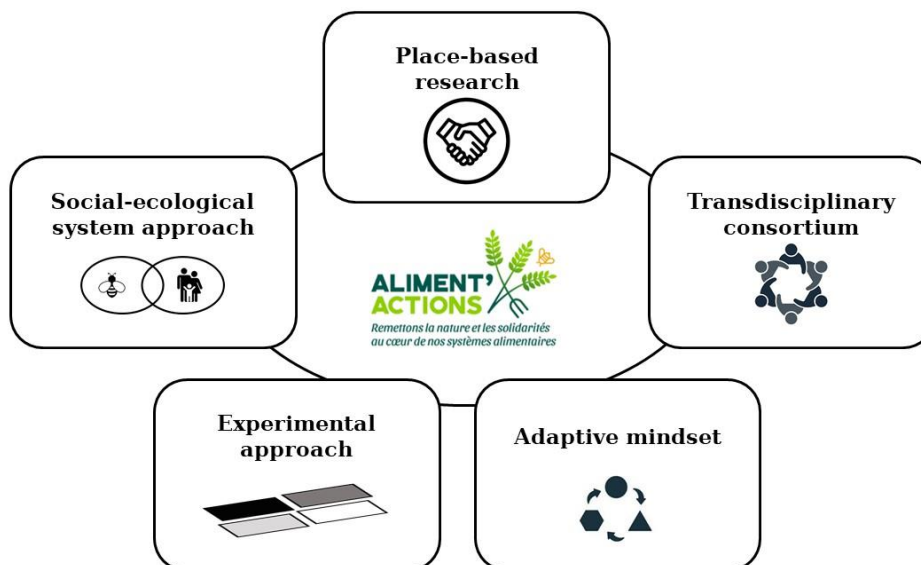 Place-based
research
Social-ecological
system approach
Transdisciplinary
consortium
ALIMENT'
ACTIONS
Remettons la nature et les solidarités
au cœur de nos systèmes alimentaires
Experimental
approach
Adaptive mindset